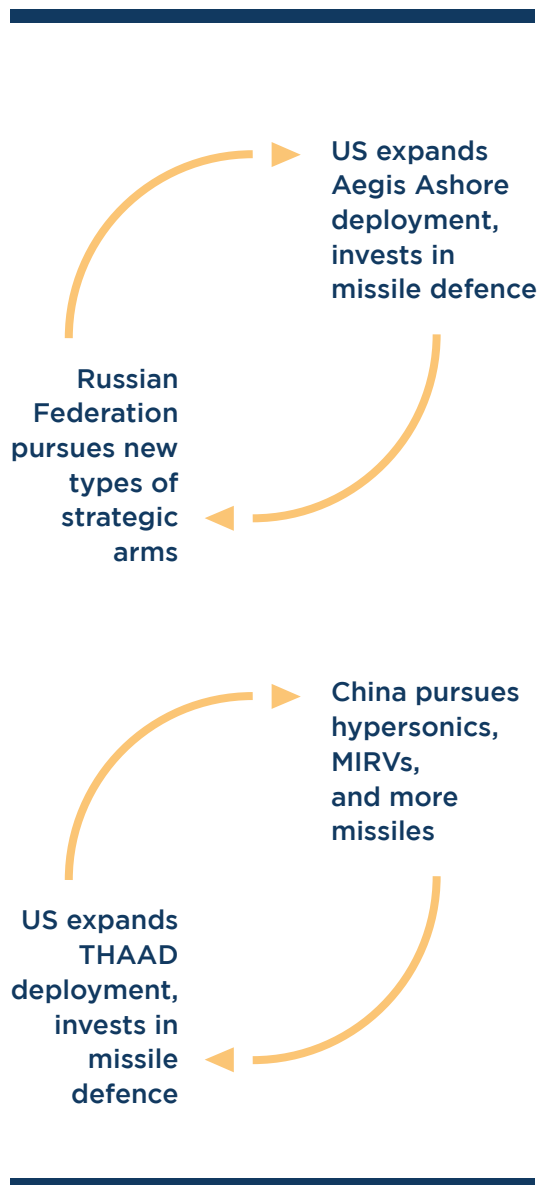 US expands
Aegis Ashore
deployment,
invests in
missile defence
Russian
Federation
pursues new
types of
strategic
arms
China pursues
hypersonics,
MIRVs,
and more
missiles
US expands
THAAD
deployment,
invests in
missile
defence